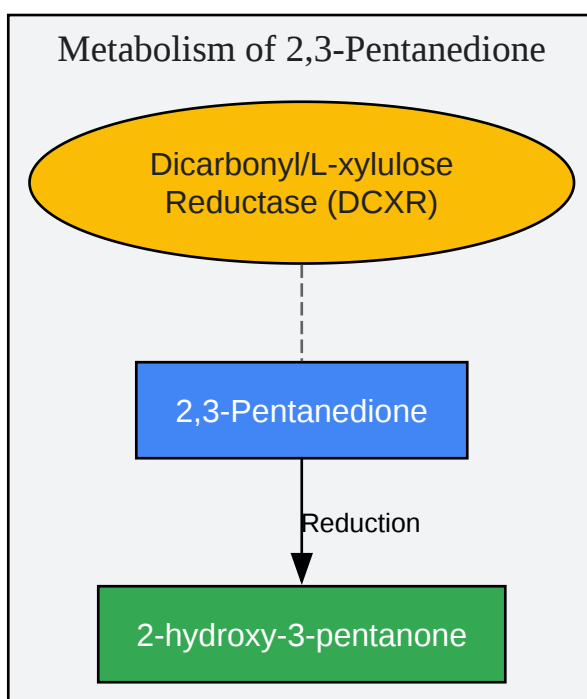 Metabolism of 2,3-Pentanedione
Dicarbonyl/L-xylulose
Reductase (DCXR)
2,3-Pentanedione
Reduction
2-hydroxy-3-pentanone